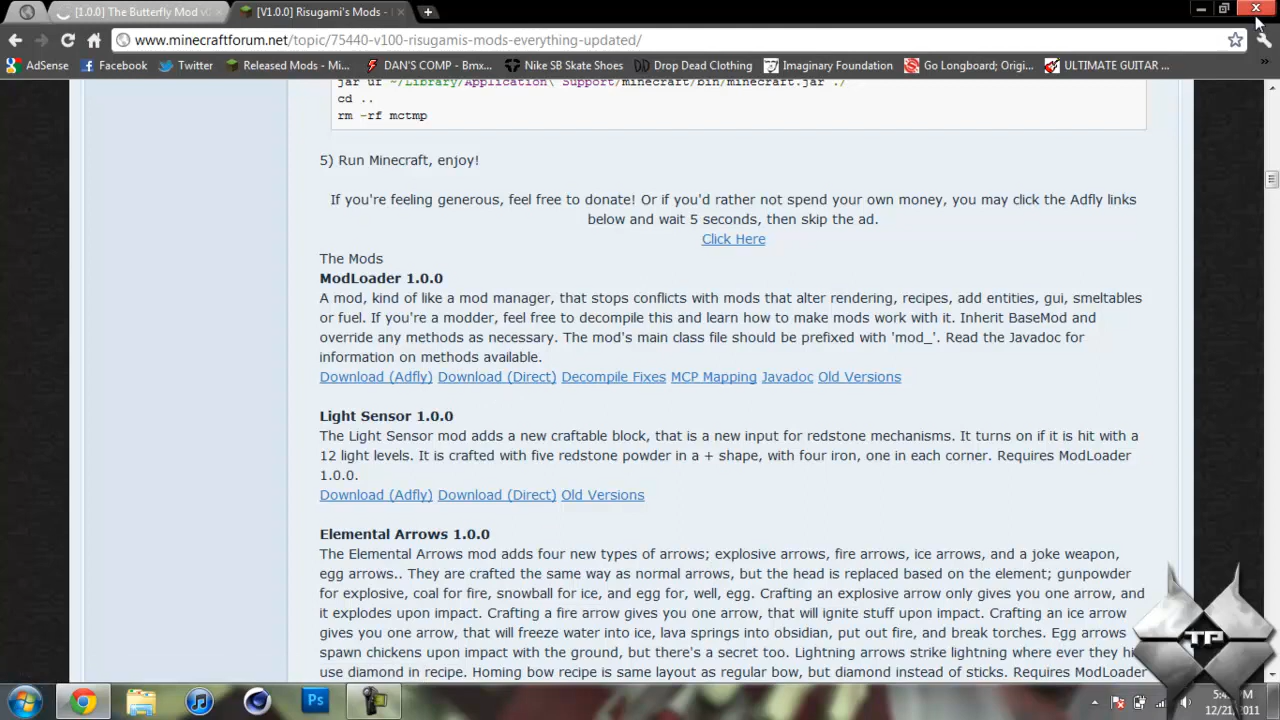 [1.0.0] The Butterfly Mod v
[V1.0.0] Risugami's Mods -
www.minecraftforum.net/topic/75440-v100-risugamis-mods-everything-updated/
AdSense Facebook Twitter Released Mods - Mi... DAN'S COMP - Bmx... Nike SB Skate Shoes Drop Dead Clothing Imaginary Foundation Go Longboard; Origi... ULTIMATE GUITAR ...
jar uf ~/Library/Application\ Support/minecraft/bin/minecraft.jar ./
cd ..
rm -rf mctmp
5) Run Minecraft, enjoy!
If you're feeling generous, feel free to donate! Or if you'd rather not spend your own money, you may click the Adfly links
below and wait 5 seconds, then skip the ad.
Click Here
The Mods
ModLoader 1.0.0
A mod, kind of like a mod manager, that stops conflicts with mods that alter rendering, recipes, add entities, gui, smeltables
or fuel. If you're a modder, feel free to decompile this and learn how to make mods work with it. Inherit BaseMod and
override any methods as necessary. The mod's main class file should be prefixed with 'mod_'. Read the Javadoc for
information on methods available.
Download (Adfly) Download (Direct) Decompile Fixes MCP Mapping Javadoc Old Versions
Light Sensor 1.0.0
The Light Sensor mod adds a new craftable block, that is a new input for redstone mechanisms. It turns on if it is hit with a
12 light levels. It is crafted with five redstone powder in a + shape, with four iron, one in each corner. Requires ModLoader
1.0.0.
Download (Adfly) Download (Direct) Old Versions
Elemental Arrows 1.0.0
The Elemental Arrows mod adds four new types of arrows; explosive arrows, fire arrows, ice arrows, and a joke weapon,
egg arrows.. They are crafted the same way as normal arrows, but the head is replaced based on the element; gunpowder
for explosive, coal for fire, snowball for ice, and egg for, well, egg. Crafting an explosive arrow only gives you one arrow, and
it explodes upon impact. Crafting a fire arrow gives you one arrow, that will ignite stuff upon impact. Crafting an ice arrow
gives you one arrow, that will freeze water into ice, lava springs into obsidian, put out fire, and break torches. Egg arrows
spawn chickens upon impact with the ground, but there's a secret too. Lightning arrows strike lightning where ever they
use diamond in recipe. Homing bow recipe is same layout as regular bow, but diamond instead of sticks. Requires ModLoader
TP
Ps
12/21/2011